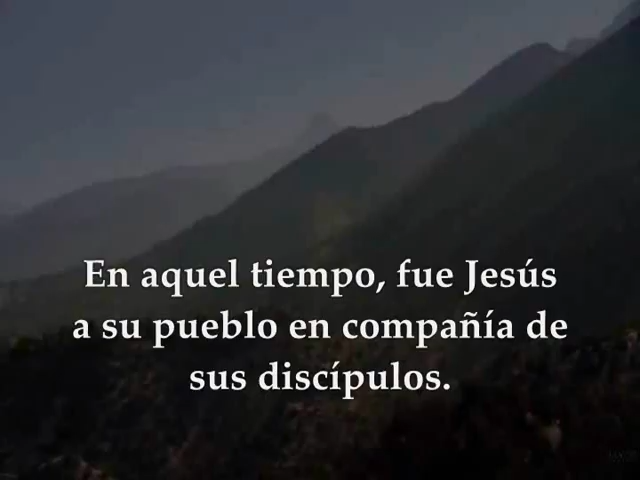 En aquel tiempo, fue Jesús
a su pueblo en compañía de
sus discípulos.